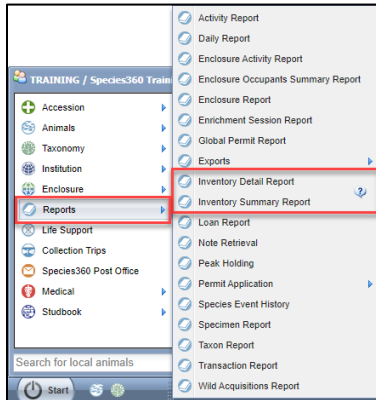 TRAINING / Species360 Traini
Accession
Animals
Taxonomy
Institution
Enclosure
Reports
Life Support
Collection Trips
Species360 Post Office
Medical
Studbook
Search for local animals
Start
Activity Report
Daily Report
Enclosure Activity Report
Enclosure Occupants Summary Report
Enclosure Report
Enrichment Session Report
Global Permit Report
Exports
Inventory Detail Report
?
Inventory Summary Report
Loan Report
Note Retrieval
Peak Holding
Permit Application
Species Event History
Specimen Report
Taxon Report
Transaction Report
Wild Acquisitions Report